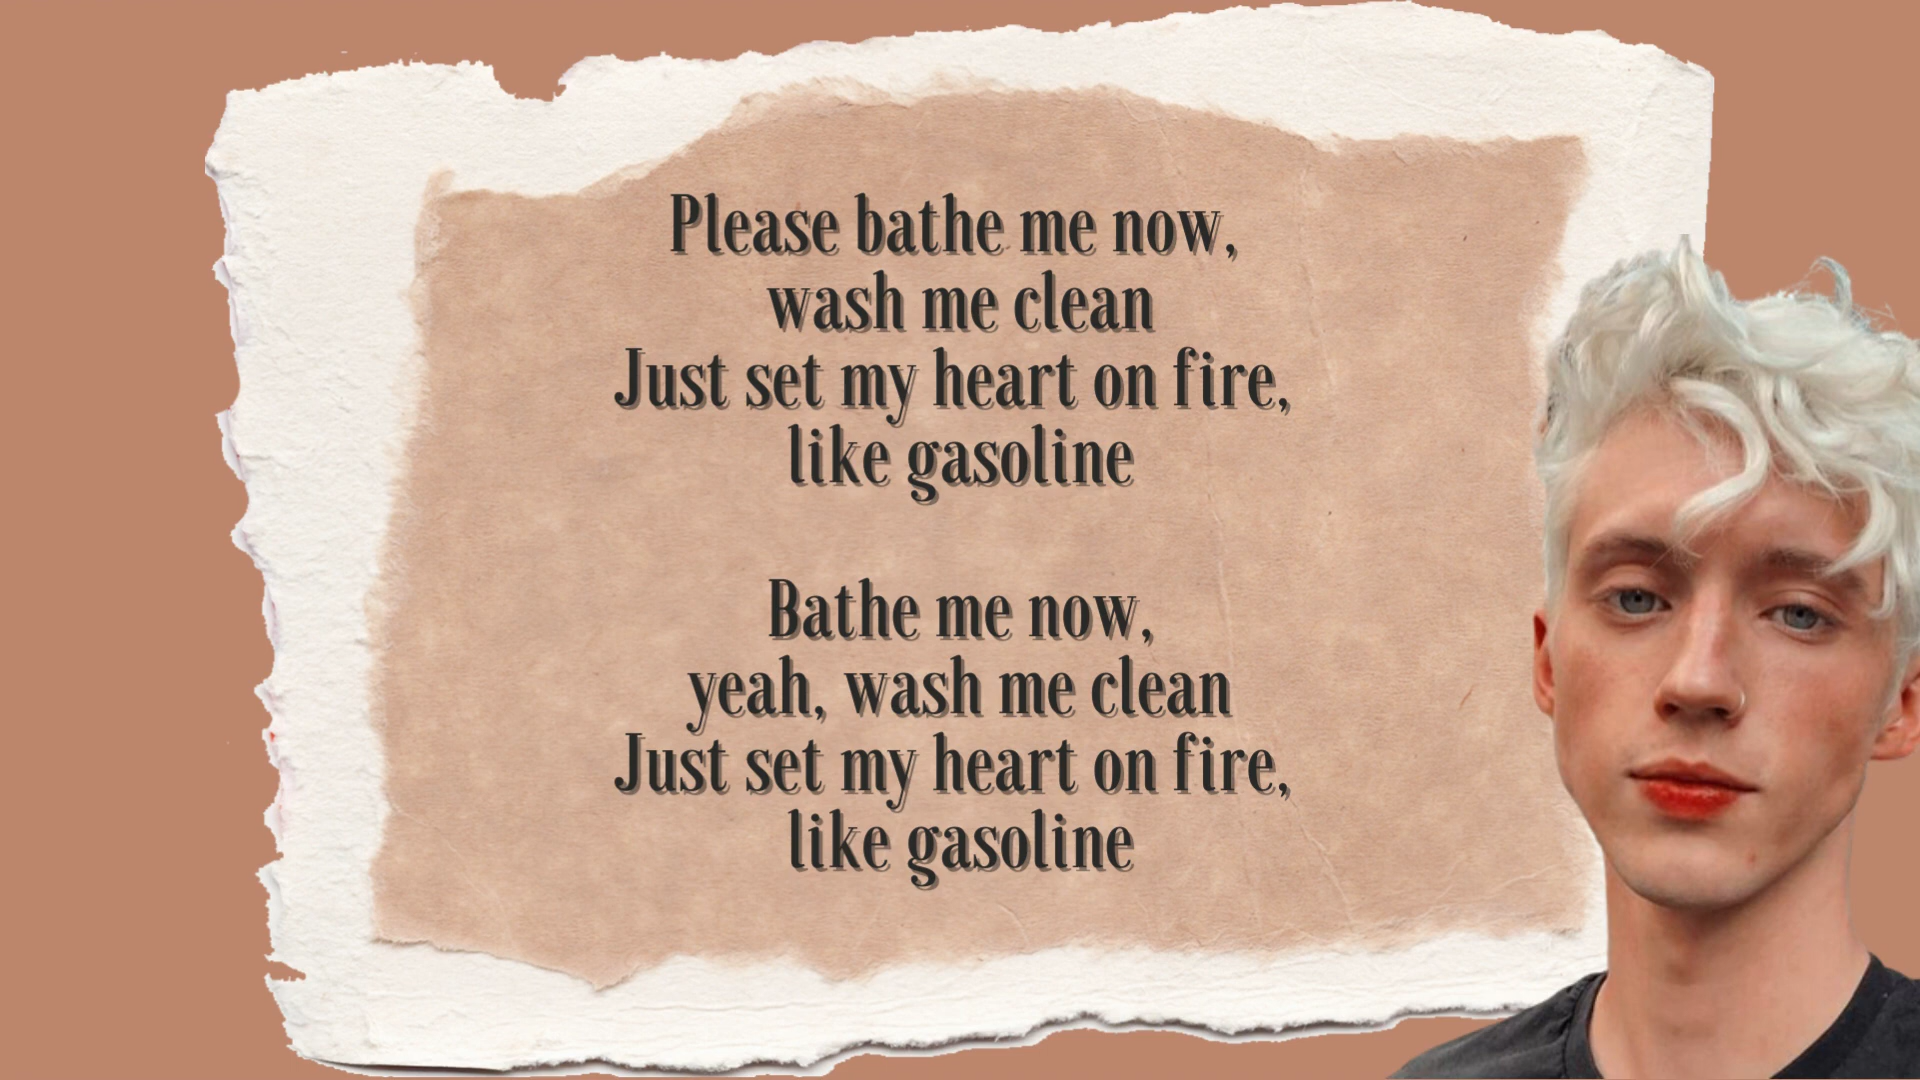 Please bathe me now,
wash me clean
Just set my heart on fire,
like gasoline
Bathe me now,
yeah, wash me clean
Just set my heart on fire,
like gasoline